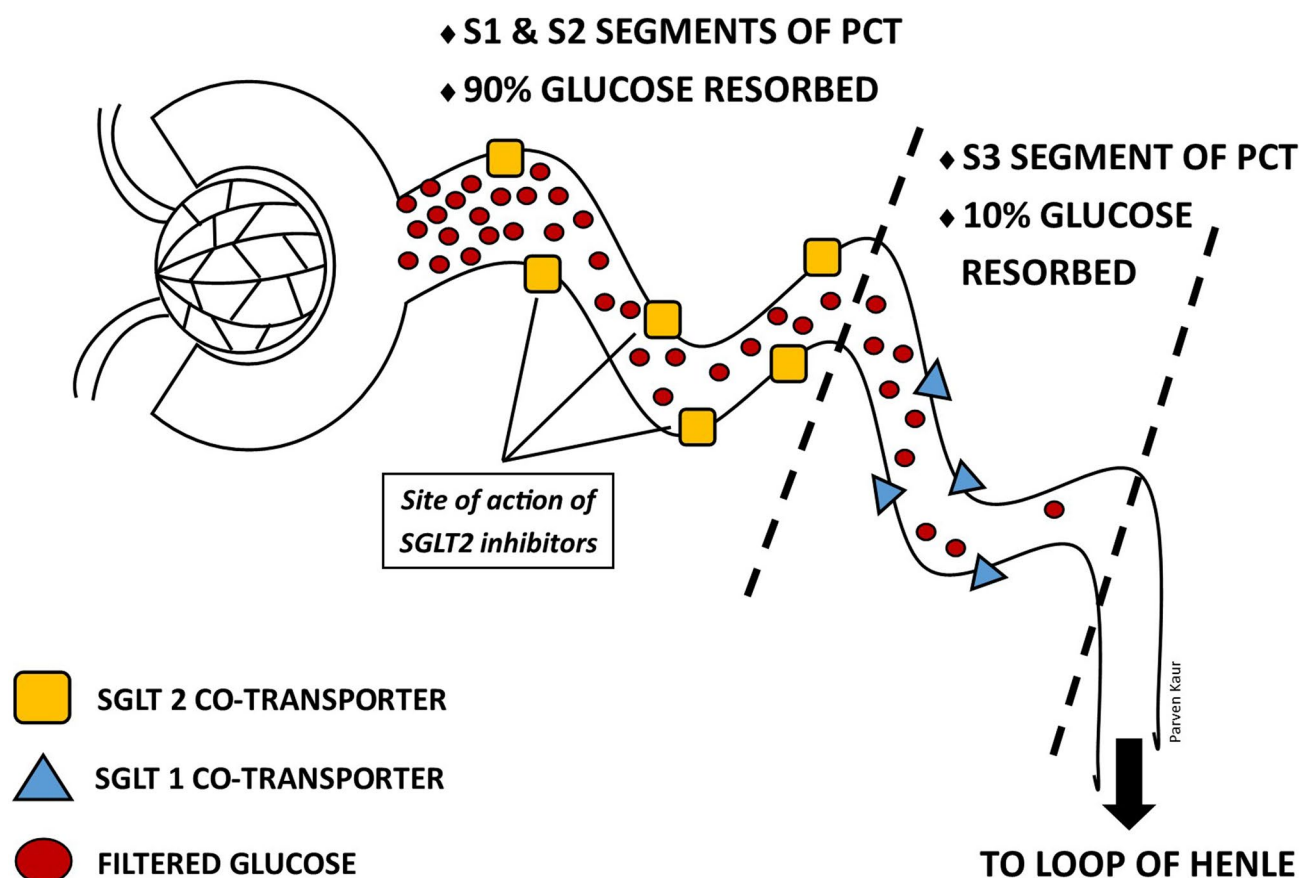 ♦ S1 & S2 SEGMENTS OF PCT
♦ 90% GLUCOSE RESORBED
♦ S3 SEGMENT OF PCT
♦ 10% GLUCOSE
RESORBED
Site of action of
SGLT2 inhibitors
SGLT 2 CO-TRANSPORTER
SGLT 1 CO-TRANSPORTER
FILTERED GLUCOSE
Parven Kaur
TO LOOP OF HENLE